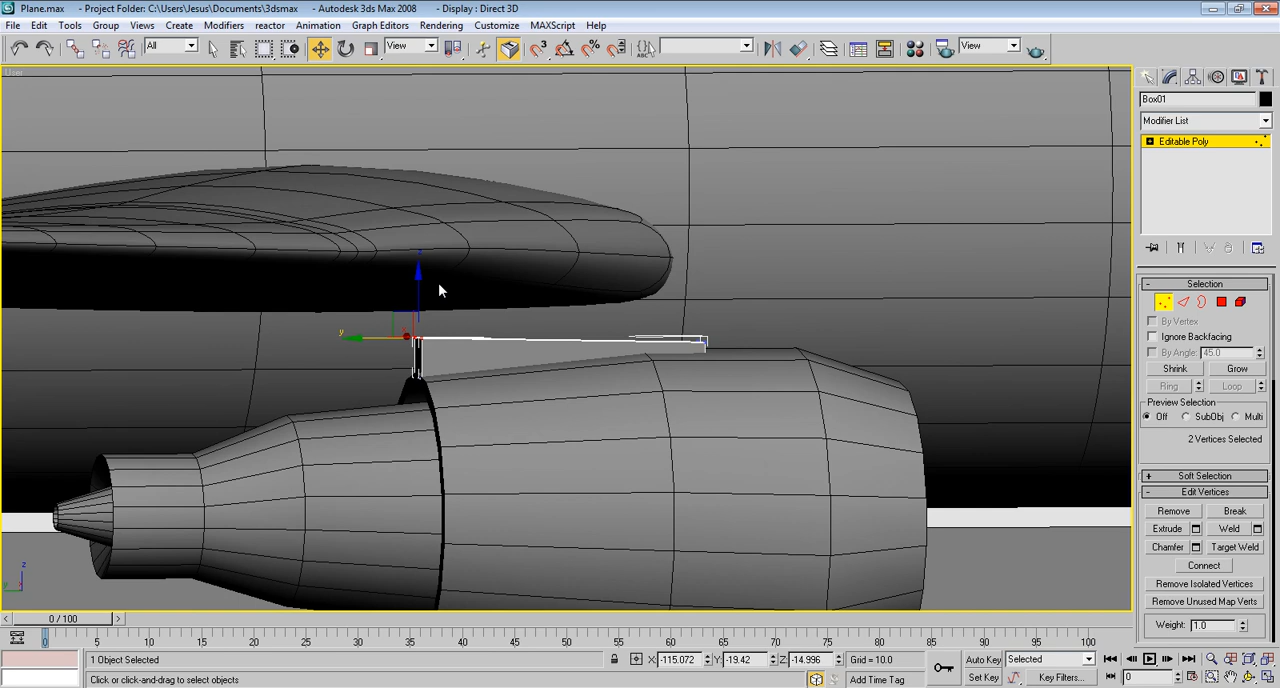 Plane.max - Project Folder: C:\Users\Jesus\Documents\3dsmax - Autodesk 3ds Max 2008 - Display : Direct 3D
File Edit Tools Group Views Create Modifiers reactor Animation Graph Editors Rendering Customize MAXScript Help
All View View
User
Box01
Modifier List
Editable Poly
z
y
- Selection
By Vertex
Ignore Backfacing
By Angle: 45.0
Shrink Grow
Ring Loop
Preview Selection
Off SubObj Multi
2 Vertices Selected
+ Soft Selection
- Edit Vertices
Remove Break
Extrude Weld
Chamfer Target Weld
Connect
Remove Isolated Vertices
Remove Unused Map Verts
Weight: 1.0
z
y
< 0 / 100 >
0 5 10 15 20 25 30 35 40 45 50 55 60 65 70 75 80 85 90 95 100
1 Object Selected X: -115.072 Y: -19.42 Z: -14.996 Grid = 10.0 Auto Key Selected
Click or click-and-drag to select objects Add Time Tag Set Key Key Filters... 0